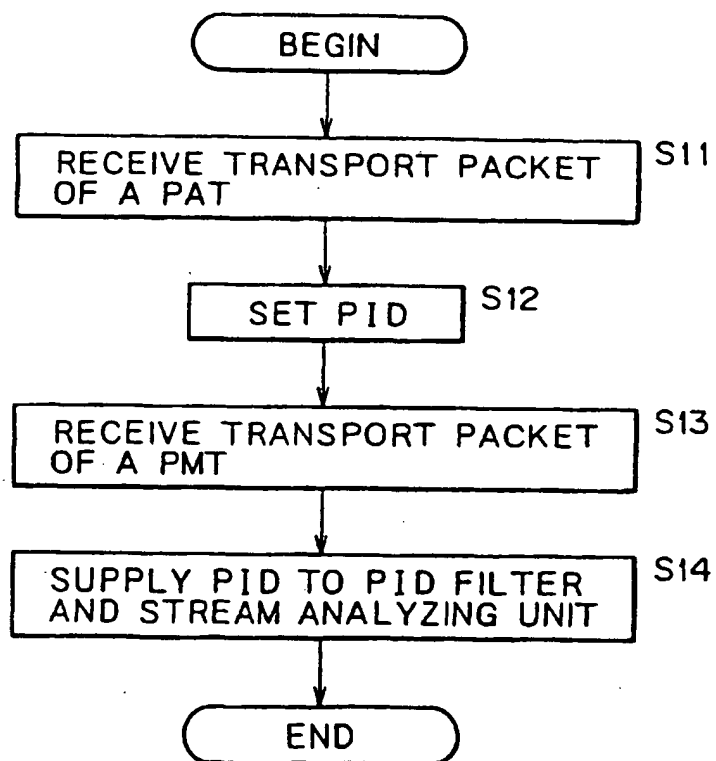 BEGIN
RECEIVE TRANSPORT PACKET
OF A PAT
S11
SET PID
S12
RECEIVE TRANSPORT PACKET
OF A PMT
S13
SUPPLY PID TO PID FILTER
AND STREAM ANALYZING UNIT
S14
END